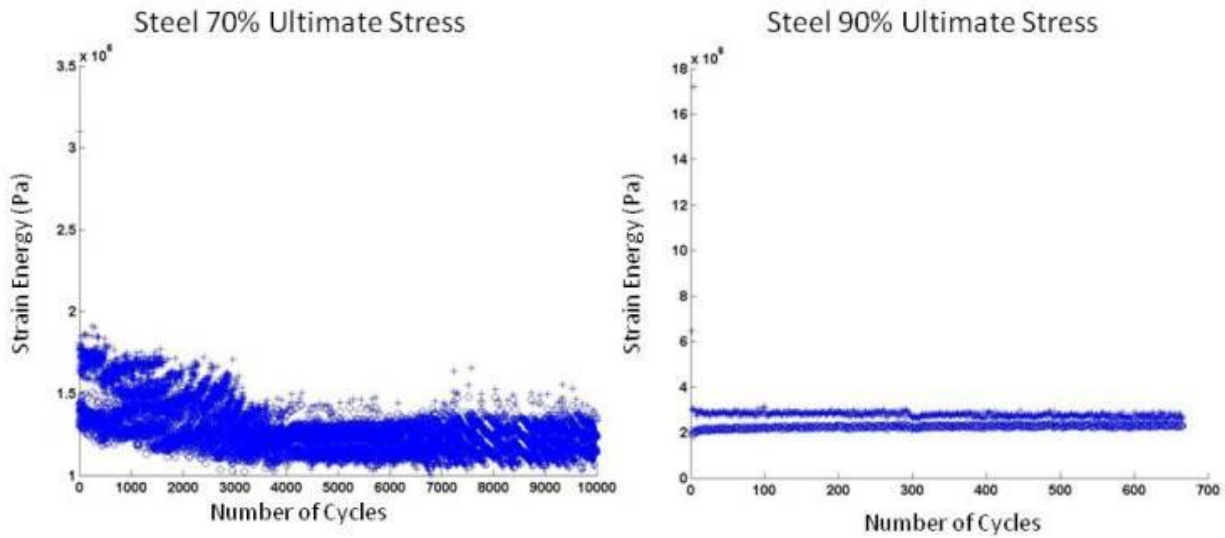 Steel 70% Ultimate Stress
x 10⁶
3.5
3
2.5
2
1.5
1
Strain Energy (Pa)
0 1000 2000 3000 4000 5000 6000 7000 8000 9000 10000
Number of Cycles
Steel 90% Ultimate Stress
x 10⁶
18
16
14
12
10
8
6
4
2
0
Strain Energy (Pa)
0 100 200 300 400 500 600 700
Number of Cycles